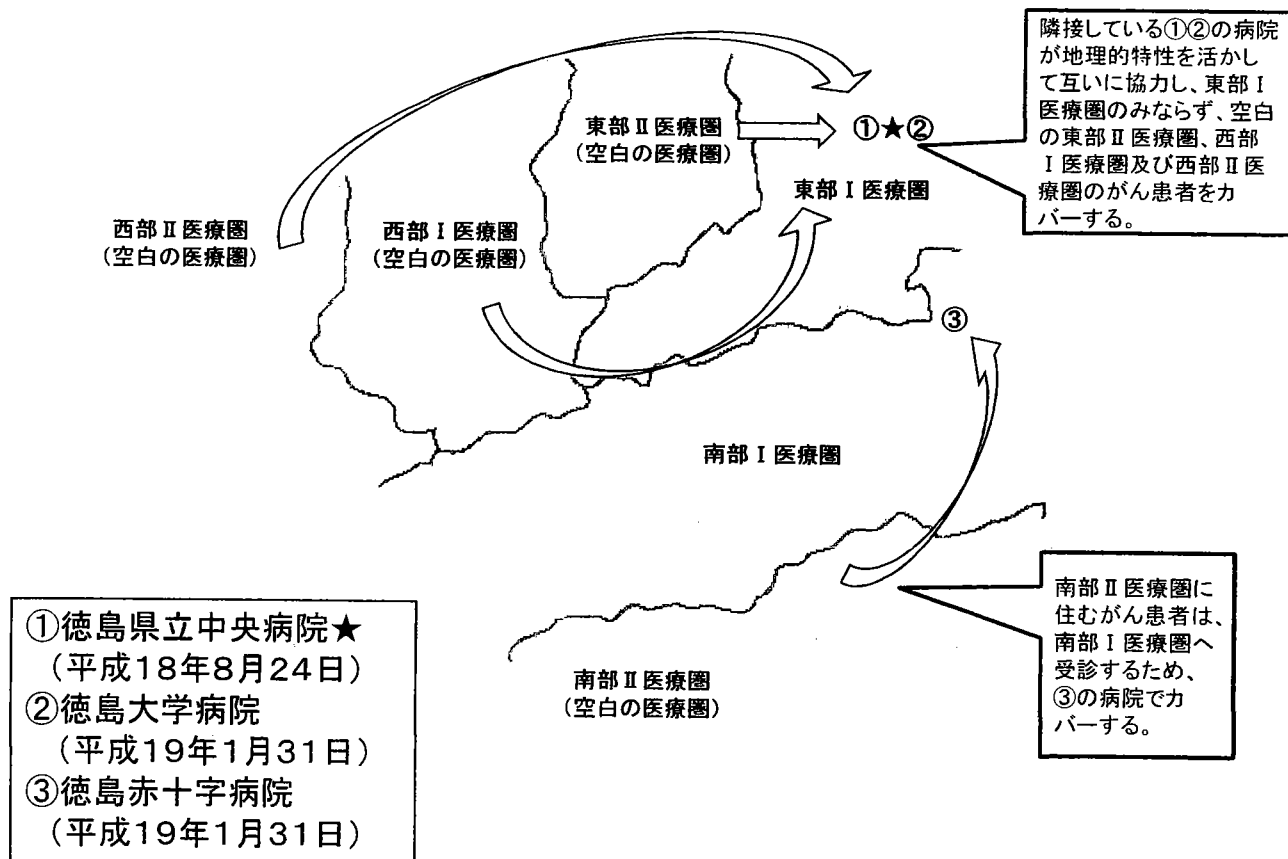 隣接している①②の病院
が地理的特性を活かし
て互いに協力し、東部Ⅰ
医療圏のみならず、空白
の東部Ⅱ医療圏、西部
Ⅰ医療圏及び西部Ⅱ医
療圏のがん患者をカ
バーする。
東部Ⅱ医療圏
(空白の医療圏)
①★②
東部Ⅰ医療圏
西部Ⅱ医療圏
(空白の医療圏)
西部Ⅰ医療圏
(空白の医療圏)
③
南部Ⅰ医療圏
南部Ⅱ医療圏に
住むがん患者は、
南部Ⅰ医療圏へ
受診するため、
③の病院でカ
バーする。
南部Ⅱ医療圏
(空白の医療圏)
①徳島県立中央病院★
(平成18年8月24日)
②徳島大学病院
(平成19年1月31日)
③徳島赤十字病院
(平成19年1月31日)